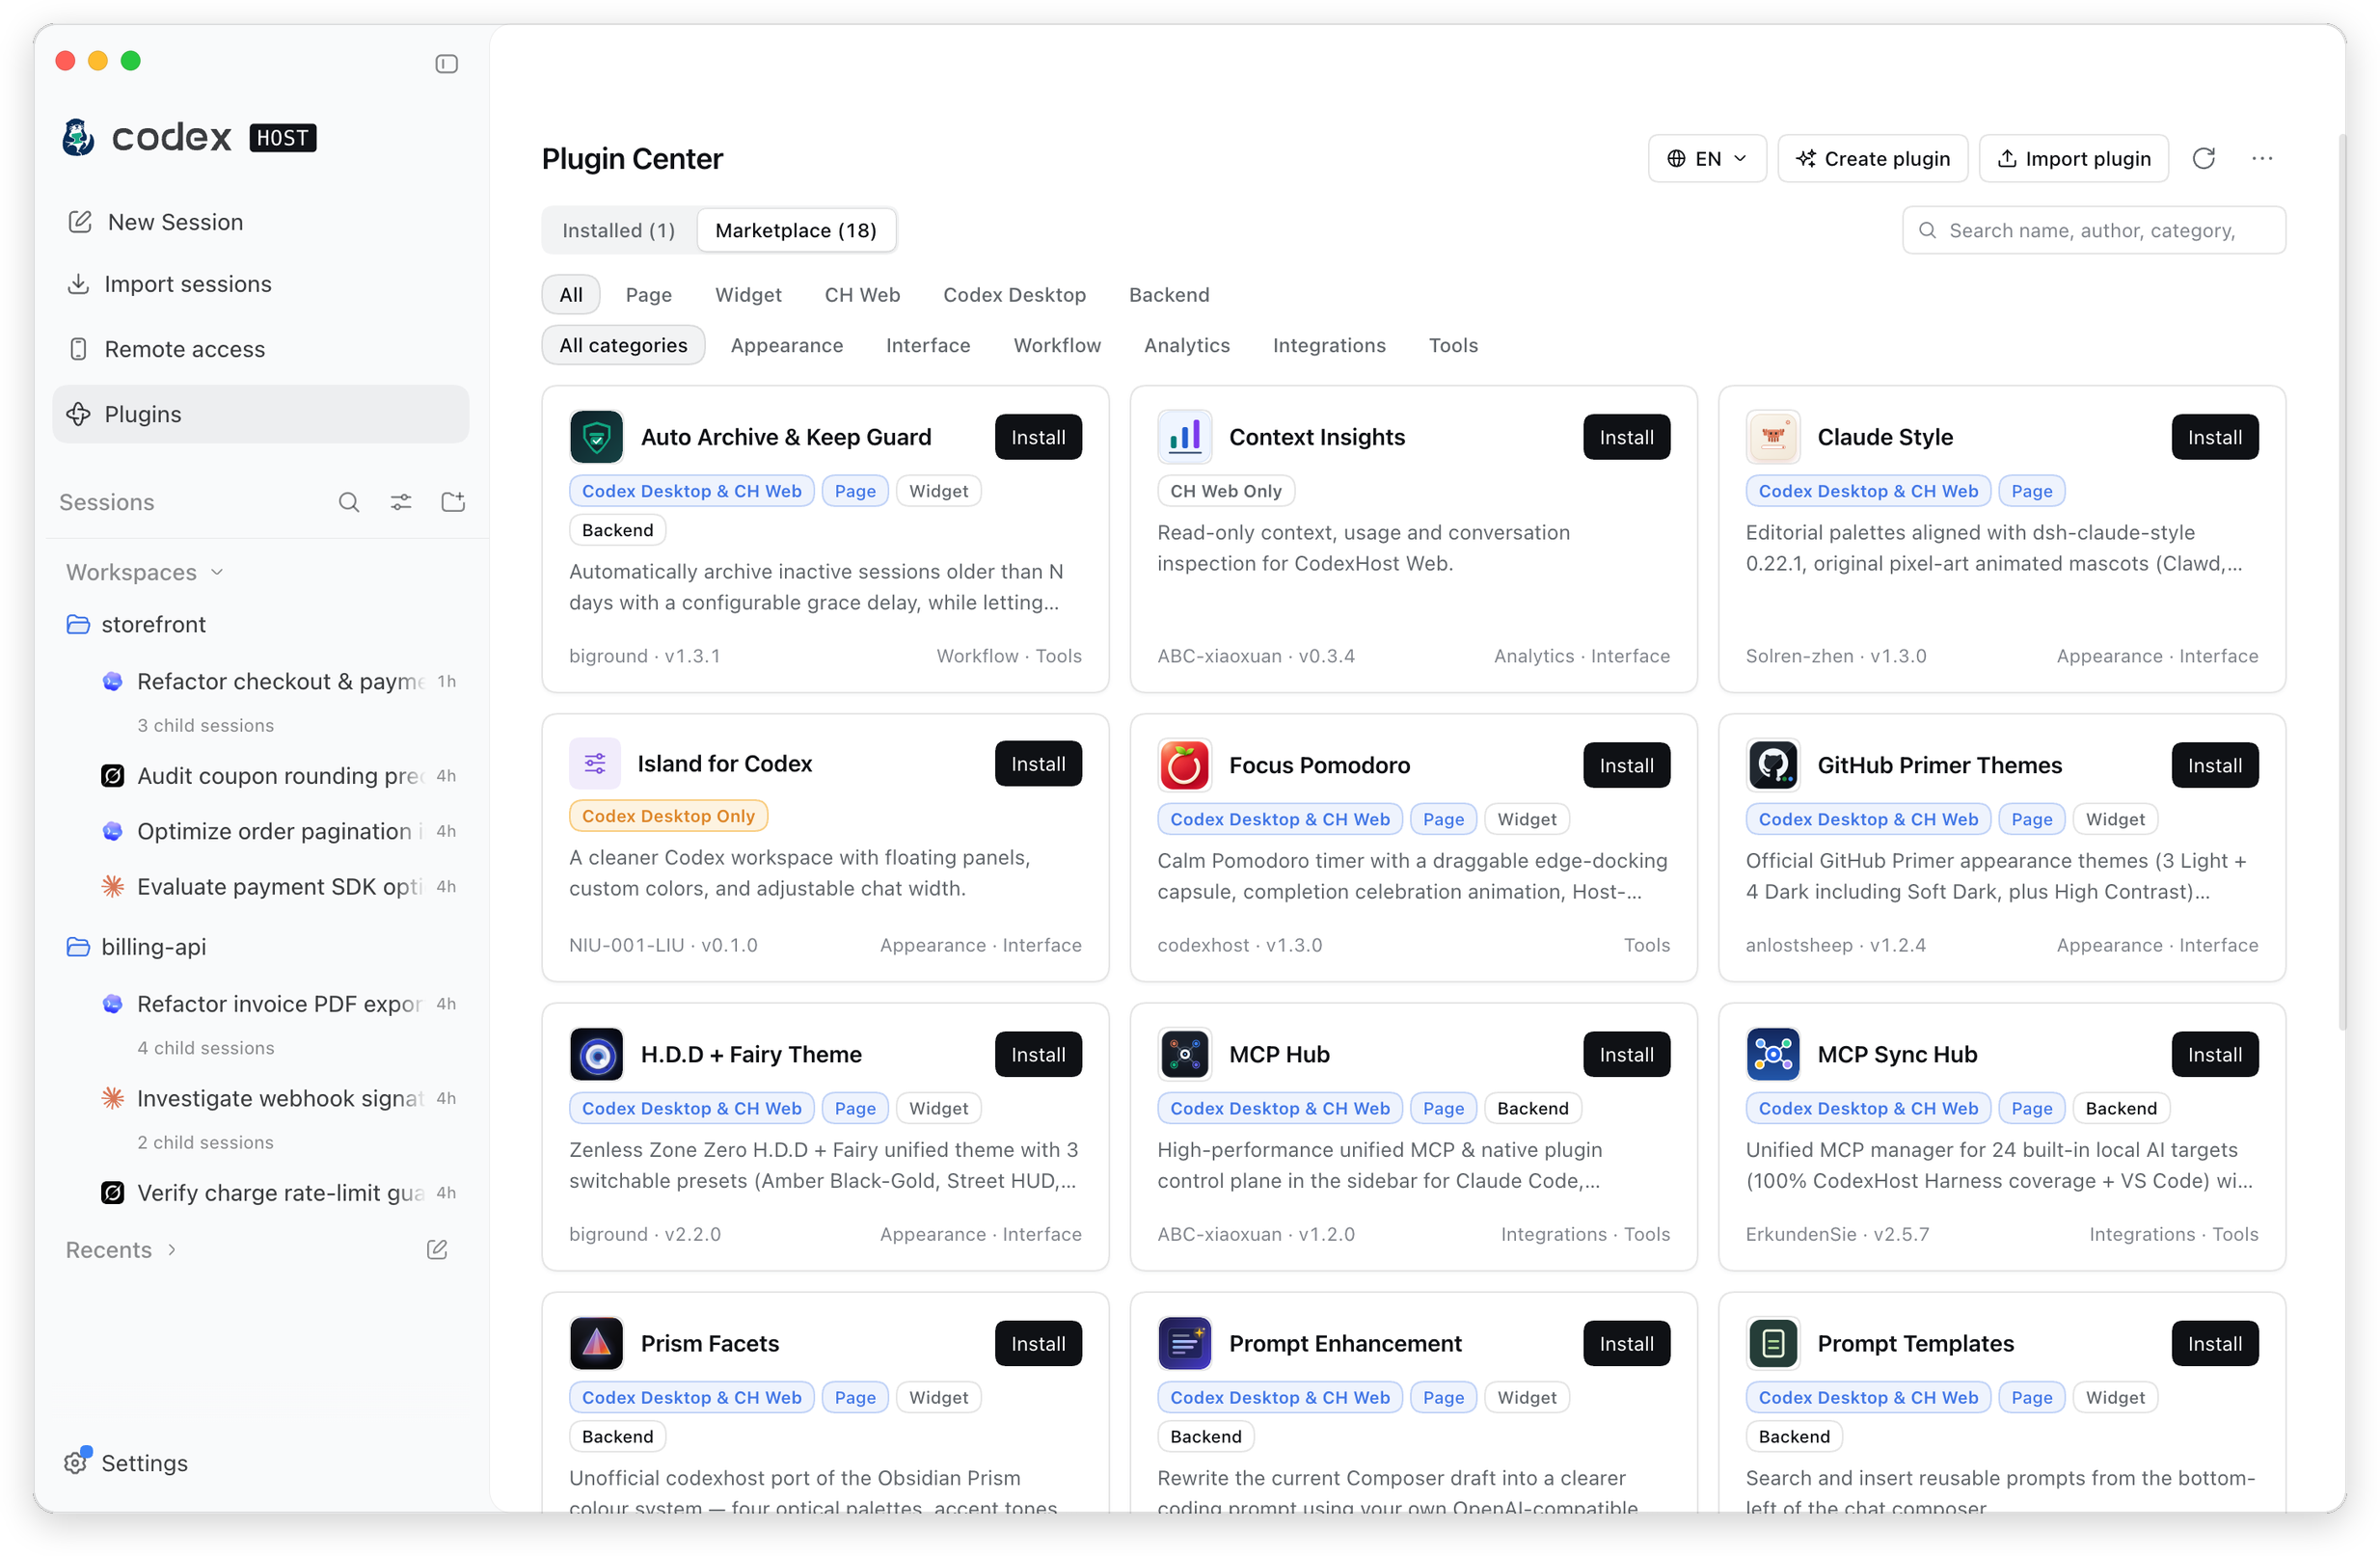 codex HOST
New Session
Import sessions
Remote access
Plugins
Sessions
Workspaces
storefront
Refactor checkout & payme 1h
3 child sessions
Audit coupon rounding prec 4h
Optimize order pagination i 4h
Evaluate payment SDK opti 4h
billing-api
Refactor invoice PDF expor 4h
4 child sessions
Investigate webhook signat 4h
2 child sessions
Verify charge rate-limit gua 4h
Recents
Settings
Plugin Center
EN
Create plugin
Import plugin
Installed (1)
Marketplace (18)
Search name, author, category,
All Page Widget CH Web Codex Desktop Backend
All categories Appearance Interface Workflow Analytics Integrations Tools
Auto Archive & Keep Guard
Install
Codex Desktop & CH Web Page Widget
Backend
Automatically archive inactive sessions older than N
days with a configurable grace delay, while letting...
biground · v1.3.1
Workflow · Tools
Context Insights
Install
CH Web Only
Read-only context, usage and conversation
inspection for CodexHost Web.
ABC-xiaoxuan · v0.3.4
Analytics · Interface
Claude Style
Install
Codex Desktop & CH Web Page
Editorial palettes aligned with dsh-claude-style
0.22.1, original pixel-art animated mascots (Clawd,...
Solren-zhen · v1.3.0
Appearance · Interface
Island for Codex
Install
Codex Desktop Only
A cleaner Codex workspace with floating panels,
custom colors, and adjustable chat width.
NIU-001-LIU · v0.1.0
Appearance · Interface
Focus Pomodoro
Install
Codex Desktop & CH Web Page Widget
Calm Pomodoro timer with a draggable edge-docking
capsule, completion celebration animation, Host-...
codexhost · v1.3.0
Tools
GitHub Primer Themes
Install
Codex Desktop & CH Web Page Widget
Official GitHub Primer appearance themes (3 Light +
4 Dark including Soft Dark, plus High Contrast)...
anlostsheep · v1.2.4
Appearance · Interface
H.D.D + Fairy Theme
Install
Codex Desktop & CH Web Page Widget
Zenless Zone Zero H.D.D + Fairy unified theme with 3
switchable presets (Amber Black-Gold, Street HUD,...
biground · v2.2.0
Appearance · Interface
MCP Hub
Install
Codex Desktop & CH Web Page Backend
High-performance unified MCP & native plugin
control plane in the sidebar for Claude Code,...
ABC-xiaoxuan · v1.2.0
Integrations · Tools
MCP Sync Hub
Install
Codex Desktop & CH Web Page Backend
Unified MCP manager for 24 built-in local AI targets
(100% CodexHost Harness coverage + VS Code) wi...
ErkundenSie · v2.5.7
Integrations · Tools
Prism Facets
Install
Codex Desktop & CH Web Page Widget
Backend
Unofficial codexhost port of the Obsidian Prism
colour system — four optical palettes, accent tones
Prompt Enhancement
Install
Codex Desktop & CH Web Page Widget
Backend
Rewrite the current Composer draft into a clearer
coding prompt using your own OpenAI-compatible
Prompt Templates
Install
Codex Desktop & CH Web Page Widget
Backend
Search and insert reusable prompts from the bottom-
left of the chat composer